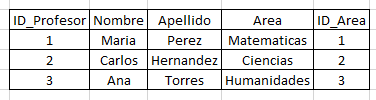 ID_Profesor Nombre Apellido Area ID_Area
1 Maria Perez Matematicas 1
2 Carlos Hernandez Ciencias 2
3 Ana Torres Humanidades 3